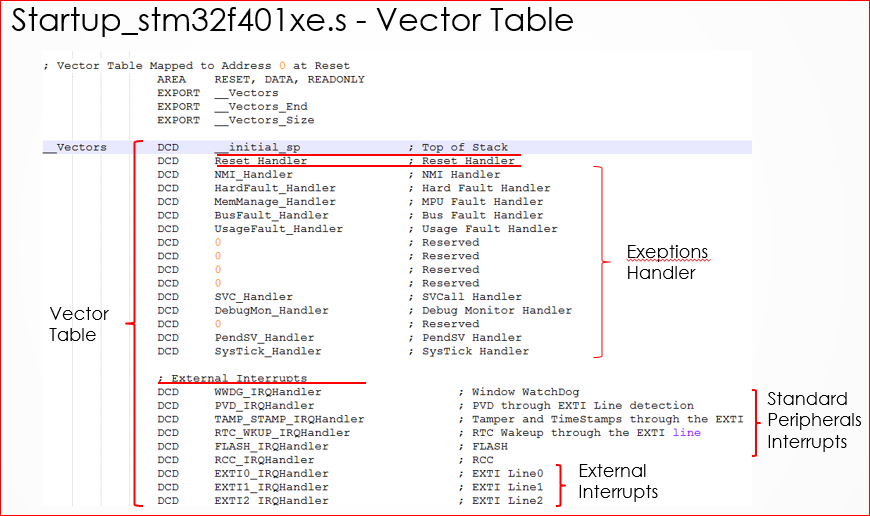 Startup_stm32f401xe.s - Vector Table
; Vector Table Mapped to Address 0 at Reset
AREA RESET, DATA, READONLY
EXPORT __Vectors
EXPORT __Vectors_End
EXPORT __Vectors_Size
__Vectors DCD __initial_sp ; Top of Stack
DCD Reset_Handler ; Reset Handler
DCD NMI_Handler ; NMI Handler
DCD HardFault_Handler ; Hard Fault Handler
DCD MemManage_Handler ; MPU Fault Handler
DCD BusFault_Handler ; Bus Fault Handler
DCD UsageFault_Handler ; Usage Fault Handler
DCD 0 ; Reserved
DCD 0 ; Reserved
DCD 0 ; Reserved
DCD 0 ; Reserved
DCD SVC_Handler ; SVCall Handler
DCD DebugMon_Handler ; Debug Monitor Handler
DCD 0 ; Reserved
DCD PendSV_Handler ; PendSV Handler
DCD SysTick_Handler ; SysTick Handler
Exeptions
Handler
Vector
Table
; External Interrupts
DCD WWDG_IRQHandler ; Window WatchDog
DCD PVD_IRQHandler ; PVD through EXTI Line detection
DCD TAMP_STAMP_IRQHandler ; Tamper and TimeStamps through the EXTI
DCD RTC_WKUP_IRQHandler ; RTC Wakeup through the EXTI line
DCD FLASH_IRQHandler ; FLASH
DCD RCC_IRQHandler ; RCC
DCD EXTI0_IRQHandler ; EXTI Line0
DCD EXTI1_IRQHandler ; EXTI Line1
DCD EXTI2_IRQHandler ; EXTI Line2
Standard
Peripherals
Interrupts
External
Interrupts